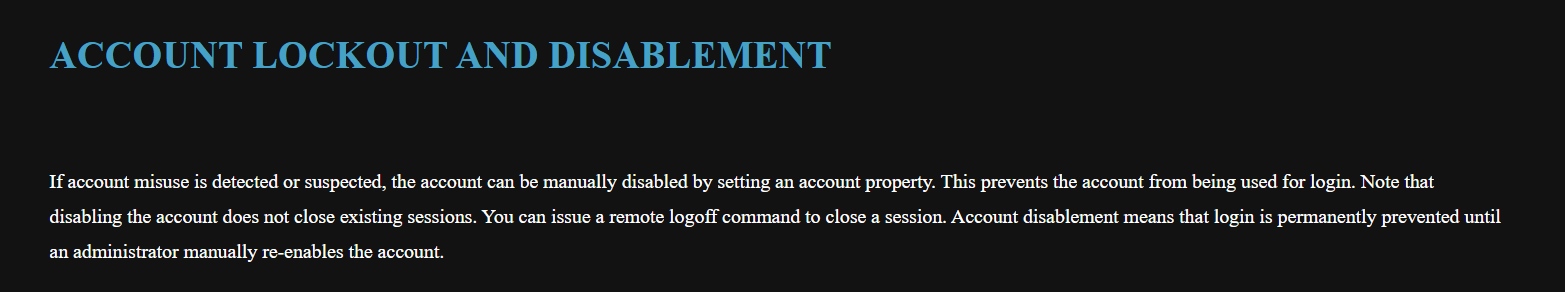 ACCOUNT LOCKOUT AND DISABLEMENT
If account misuse is detected or suspected, the account can be manually disabled by setting an account property. This prevents the account from being used for login. Note that
disabling the account does not close existing sessions. You can issue a remote logoff command to close a session. Account disablement means that login is permanently prevented until
an administrator manually re-enables the account.